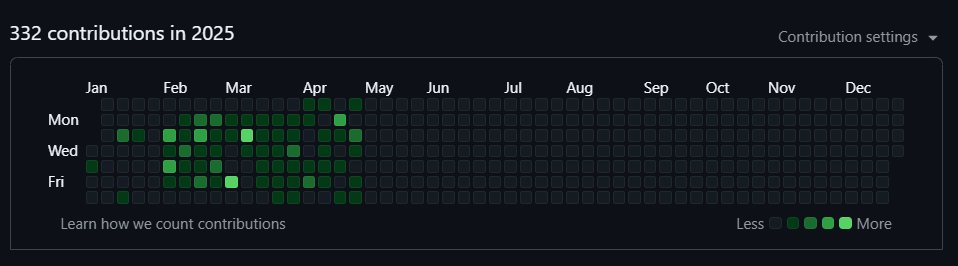 332 contributions in 2025
Contribution settings
Jan Feb Mar Apr May Jun Jul Aug Sep Oct Nov Dec
Mon
Wed
Fri
Learn how we count contributions
Less More